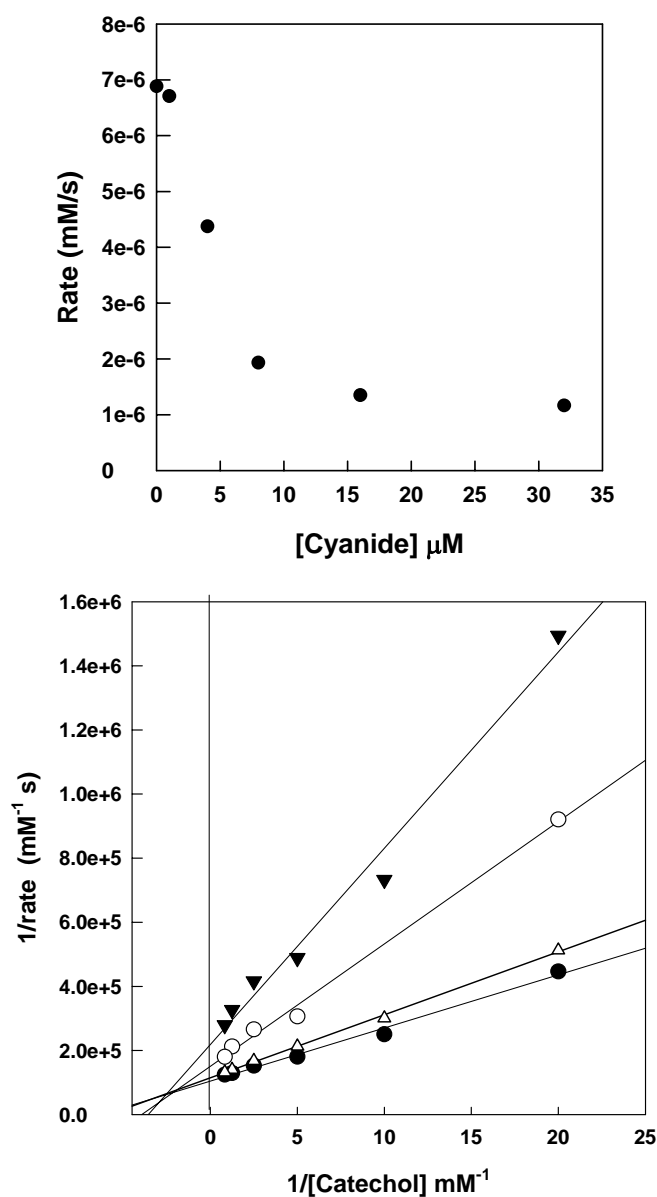 8e-6
7e-6
6e-6
5e-6
4e-6
3e-6
2e-6
1e-6
0
Rate (mM/s)
0 5 10 15 20 25 30 35
[Cyanide] μM
1.6e+6
1.4e+6
1.2e+6
1.0e+6
8.0e+5
6.0e+5
4.0e+5
2.0e+5
0.0
1/rate (mM⁻¹ s)
0 5 10 15 20 25
1/[Catechol] mM⁻¹